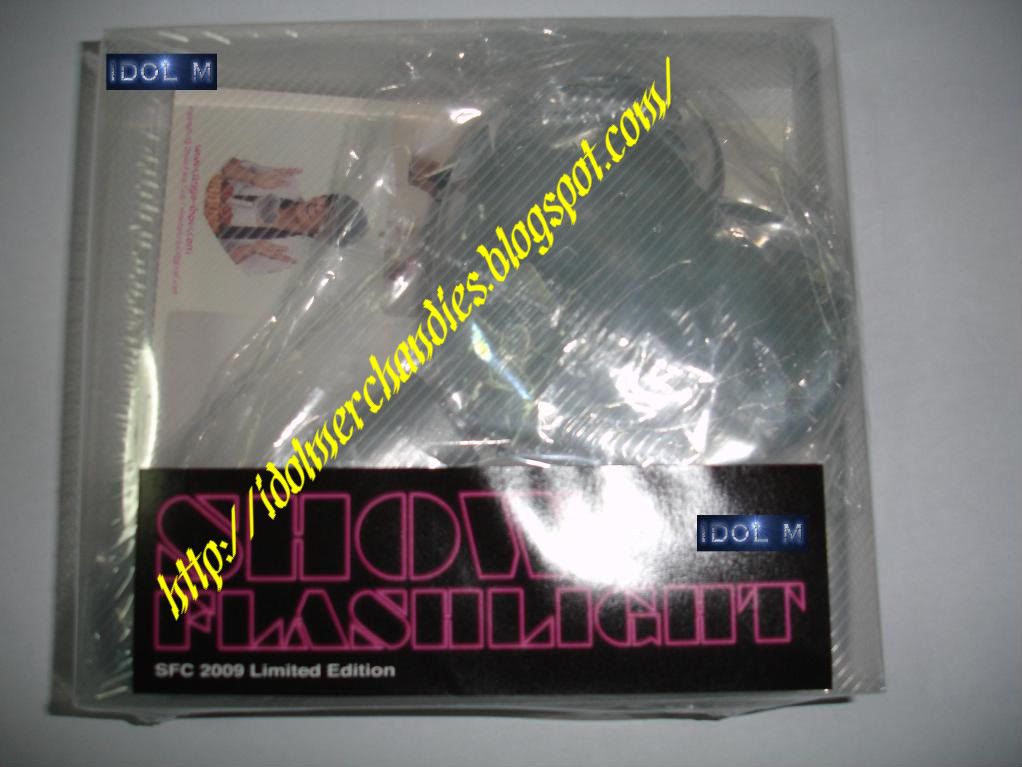 IDOL M
http://idolmerchandies.blogspot.com/
SHOW
FLASHLIGHT
IDOL M
SFC 2009 Limited Edition